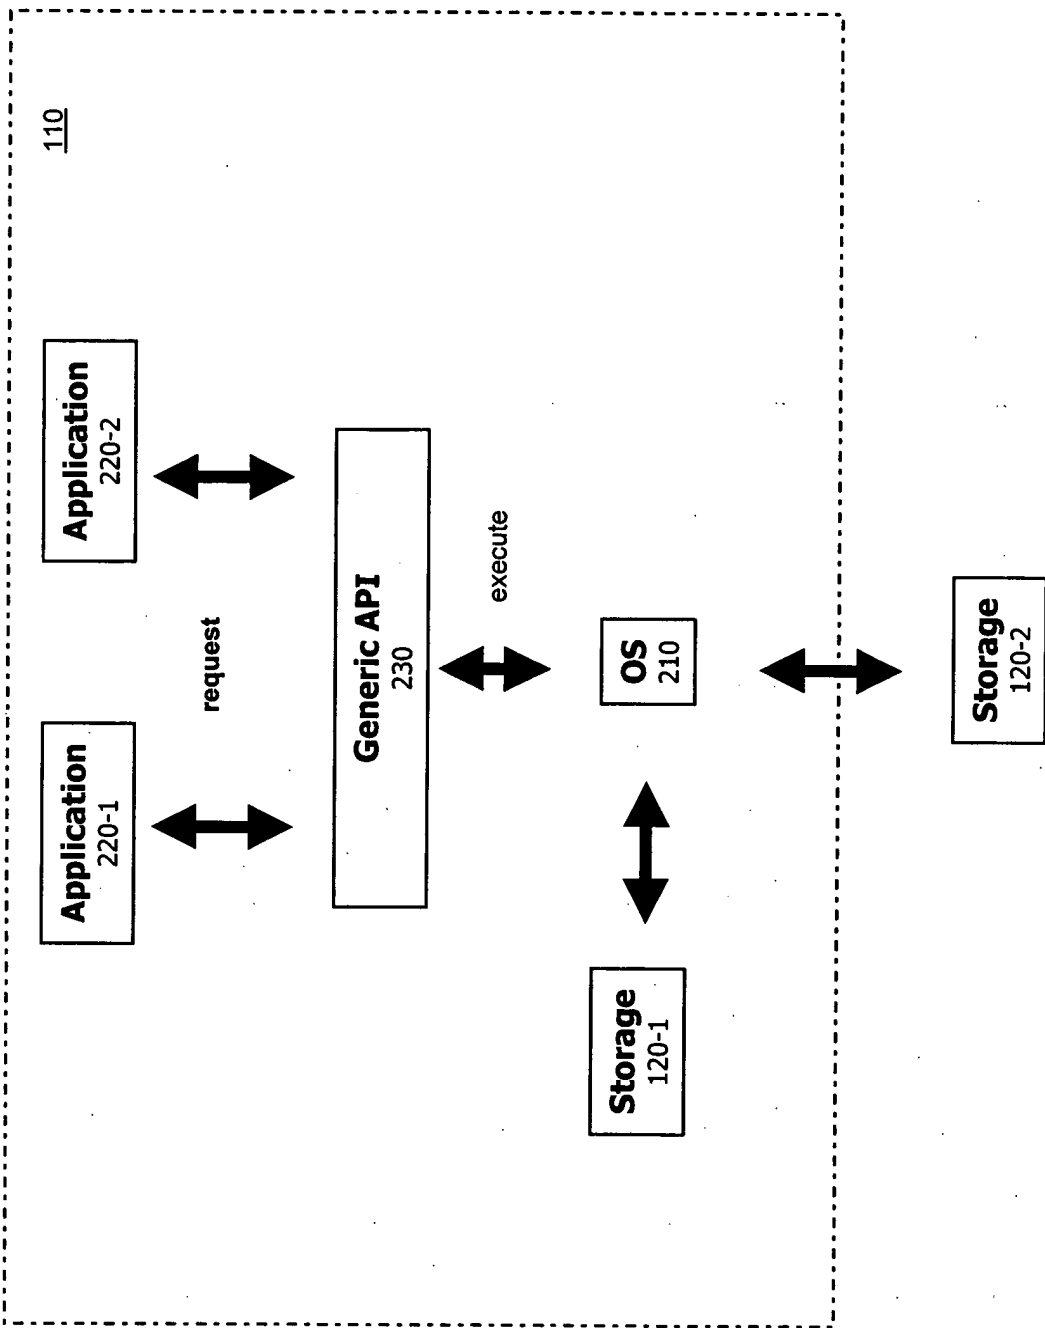 110
Application
220-1
Application
220-2
request
Generic API
230
execute
Storage
120-1
OS
210
Storage
120-2